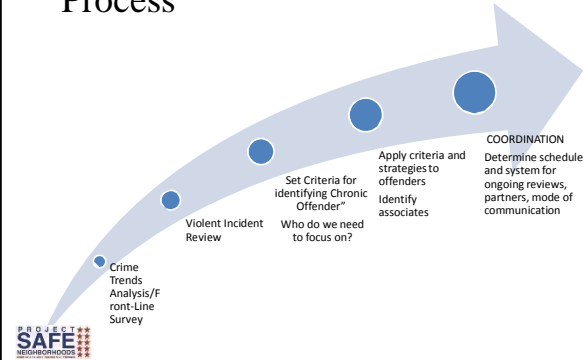 Process
COORDINATION
Determine schedule
and system for
ongoing reviews,
partners, mode of
communication
Apply criteria and
strategies to
offenders
Identify
associates
Set Criteria for
identifying Chronic
Offender”
Who do we need
to focus on?
Violent Incident
Review
Crime
Trends
Analysis/F
ront-Line
Survey
PROJECT
SAFE
NEIGHBORHOODS